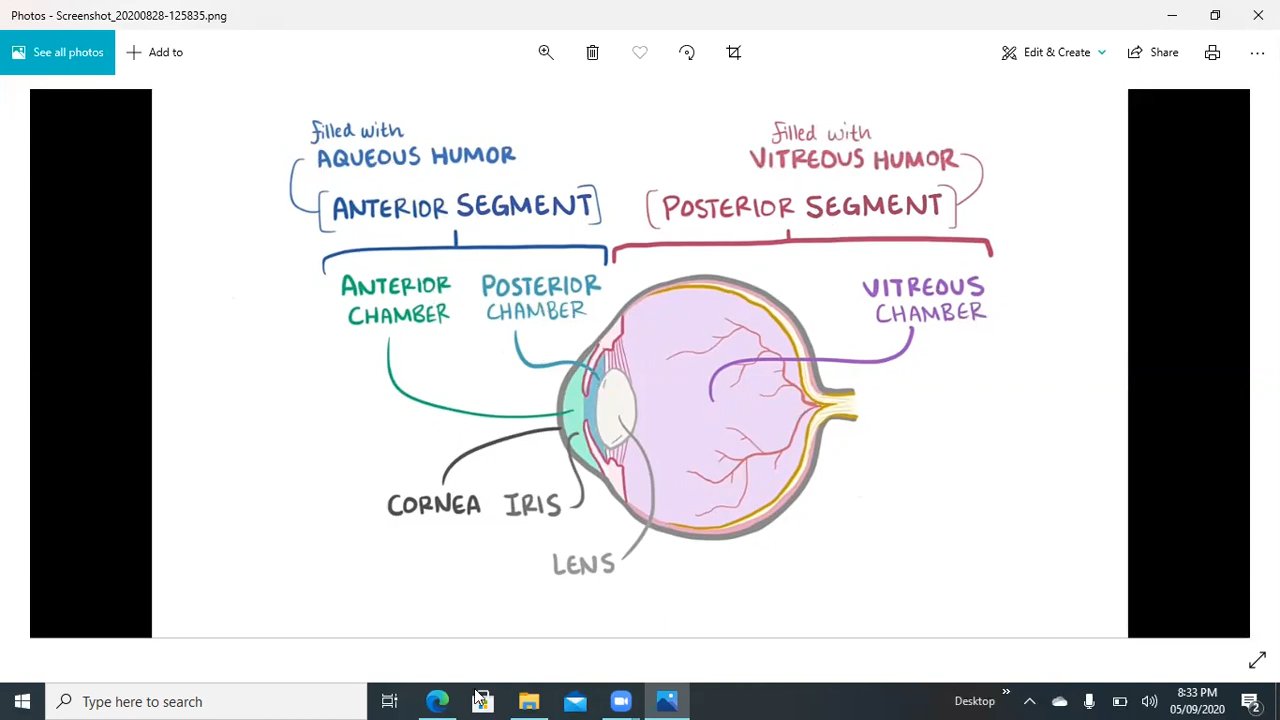 Photos - Screenshot_20200828-125835.png
See all photos
Add to
Edit & Create
Share
filled with
AQUEOUS HUMOR
ANTERIOR SEGMENT
filled with
VITREOUS HUMOR
POSTERIOR SEGMENT
ANTERIOR
CHAMBER
POSTERIOR
CHAMBER
VITREOUS
CHAMBER
CORNEA
IRIS
LENS
Type here to search
Desktop
8:33 PM
05/09/2020
2